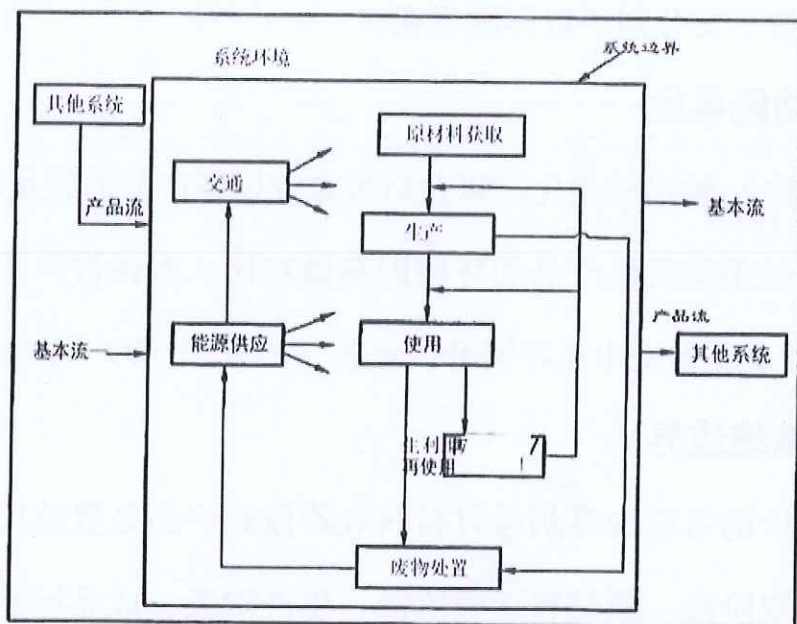 系统环境
系统边界
其他系统
原材料获取
交通
产品流
基本流
生产
产品流
能源供应
使用
基本流
其他系统
再使用
废物处置